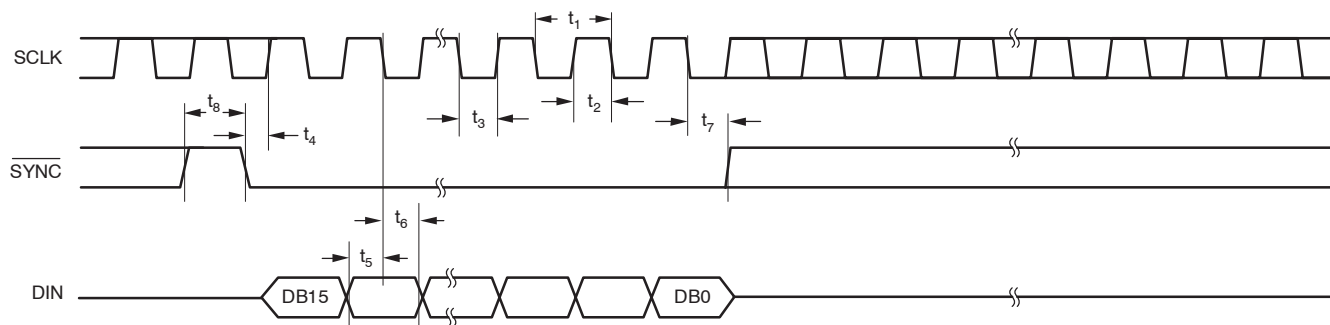 t₁
SCLK
t₈
t₃
t₂
t₇
t₄
SYNC
t₆
t₅
DIN
DB15
DB0